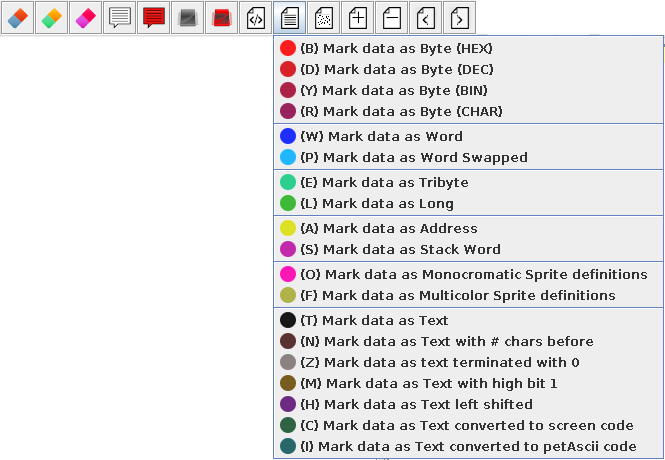 (B) Mark data as Byte (HEX)
(D) Mark data as Byte (DEC)
(Y) Mark data as Byte (BIN)
(R) Mark data as Byte (CHAR)
(W) Mark data as Word
(P) Mark data as Word Swapped
(E) Mark data as Tribyte
(L) Mark data as Long
(A) Mark data as Address
(S) Mark data as Stack Word
(O) Mark data as Monocromatic Sprite definitions
(F) Mark data as Multicolor Sprite definitions
(T) Mark data as Text
(N) Mark data as Text with # chars before
(Z) Mark data as text terminated with 0
(M) Mark data as Text with high bit 1
(H) Mark data as Text left shifted
(C) Mark data as Text converted to screen code
(I) Mark data as Text converted to petAscii code